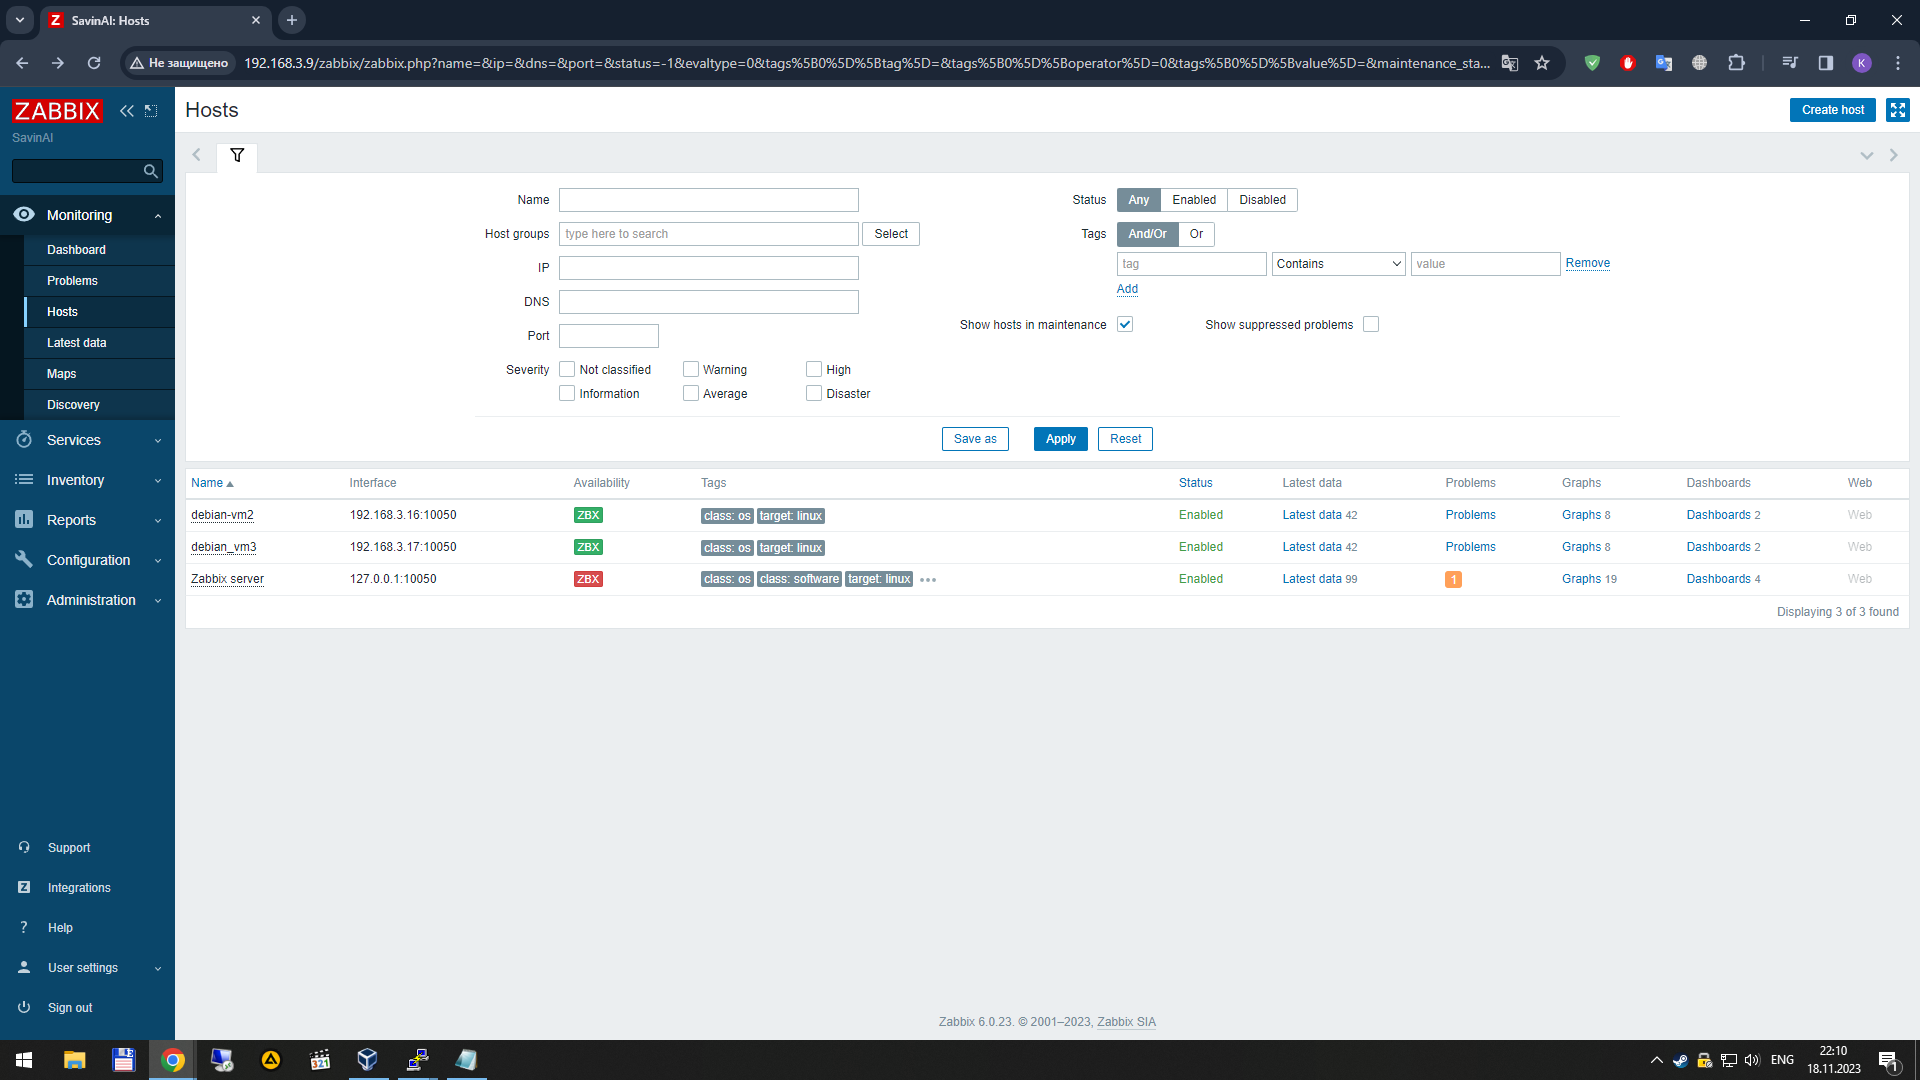 SavinAI: Hosts
Не защищено
192.168.3.9/zabbix/zabbix.php?name=&ip=&dns=&port=&status=-1&evaltype=0&tags%5B0%5D%5Btag%5D=&tags%5B0%5D%5Boperator%5D=0&tags%5B0%5D%5Bvalue%5D=&maintenance_sta...
K
ZABBIX
SavinAI
Monitoring
Dashboard
Problems
Hosts
Latest data
Maps
Discovery
Services
Inventory
Reports
Configuration
Administration
Support
Integrations
Help
User settings
Sign out
Hosts
Create host
Name
Host groups type here to search Select
IP
DNS
Port
Severity Not classified Warning High
Information Average Disaster
Status Any Enabled Disabled
Tags And/Or Or
tag Contains value Remove
Add
Show hosts in maintenance Show suppressed problems
Save as Apply Reset
Name Interface Availability Tags Status Latest data Problems Graphs Dashboards Web
debian-vm2 192.168.3.16:10050 ZBX class: os target: linux Enabled Latest data 42 Problems Graphs 8 Dashboards 2 Web
debian_vm3 192.168.3.17:10050 ZBX class: os target: linux Enabled Latest data 42 Problems Graphs 8 Dashboards 2 Web
Zabbix server 127.0.0.1:10050 ZBX class: os class: software target: linux ••• Enabled Latest data 99 1 Graphs 19 Dashboards 4 Web
Displaying 3 of 3 found
Zabbix 6.0.23. © 2001–2023, Zabbix SIA
321
ENG
22:10
18.11.2023
1